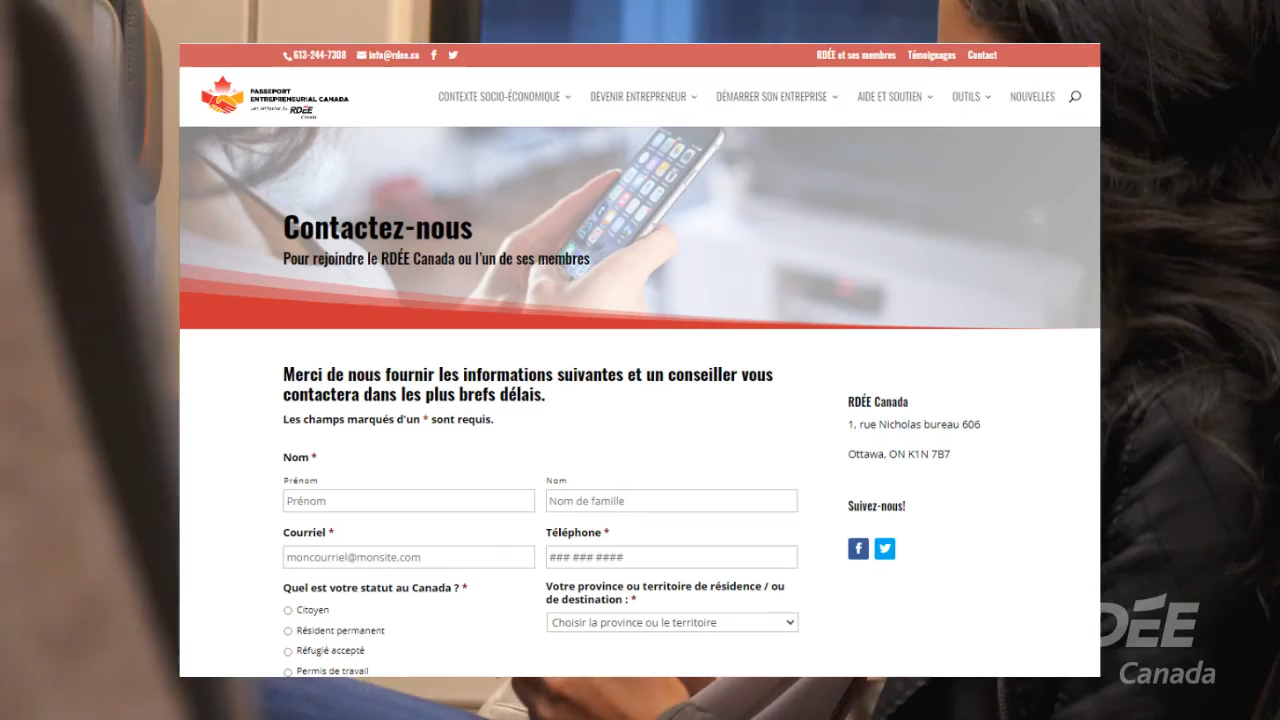 613-244-7308 info@rdee.ca RDÉE et ses membres Témoignages Contact
PASSEPORT
ENTREPRENEURIAL CANADA
RDÉE
Canada
CONTEXTE SOCIO-ÉCONOMIQUE DEVENIR ENTREPRENEUR DÉMARRER SON ENTREPRISE AIDE ET SOUTIEN OUTILS NOUVELLES
Contactez-nous
Pour rejoindre le RDÉE Canada ou l'un de ses membres
Merci de nous fournir les informations suivantes et un conseiller vous
contactera dans les plus brefs délais.
Les champs marqués d'un * sont requis.
Nom *
Prénom Nom
Prénom Nom de famille
Courriel * Téléphone *
moncourriel@monsite.com ### ### ####
Quel est votre statut au Canada ? *
Citoyen
Résident permanent
Réfugié accepté
Permis de travail
Votre province ou territoire de résidence / ou
de destination : *
Choisir la province ou le territoire
RDÉE Canada
1, rue Nicholas bureau 606
Ottawa, ON K1N 7B7
Suivez-nous!
DÉE
Canada